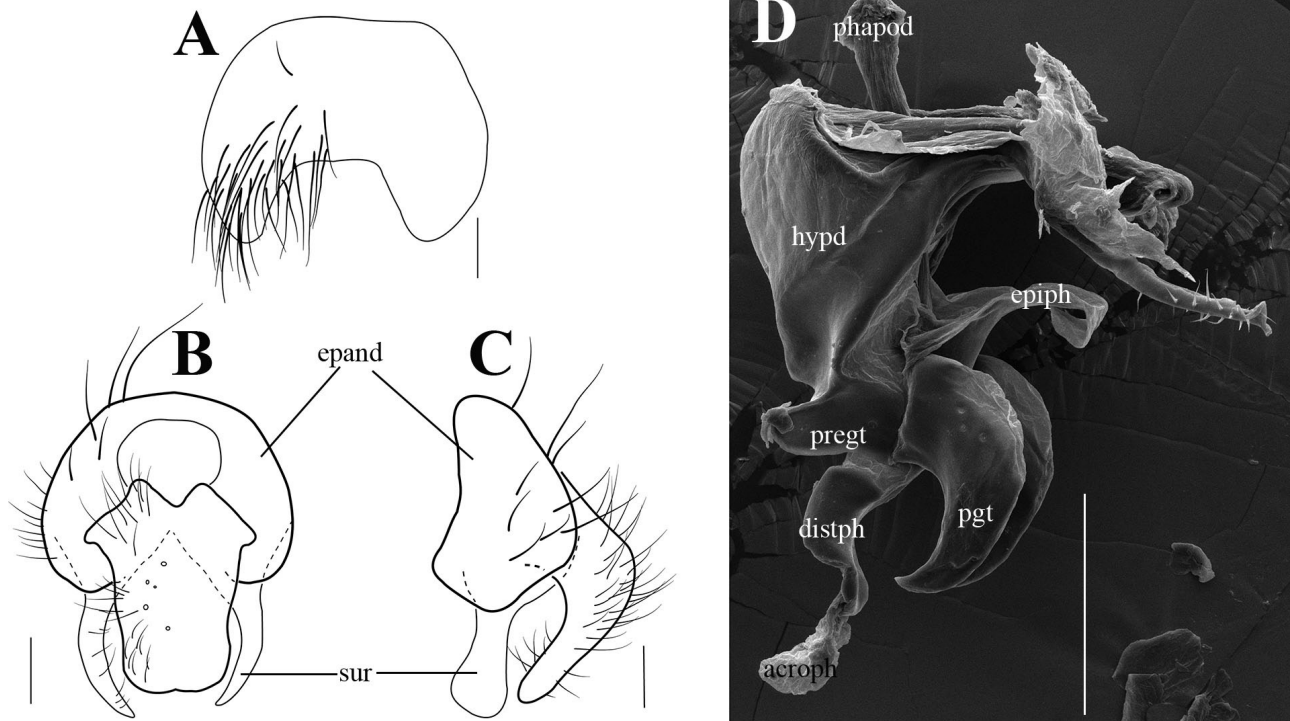 A
B
epand
C
sur
D
phapod
hypd
epiph
pregt
distph
pgt
acroph